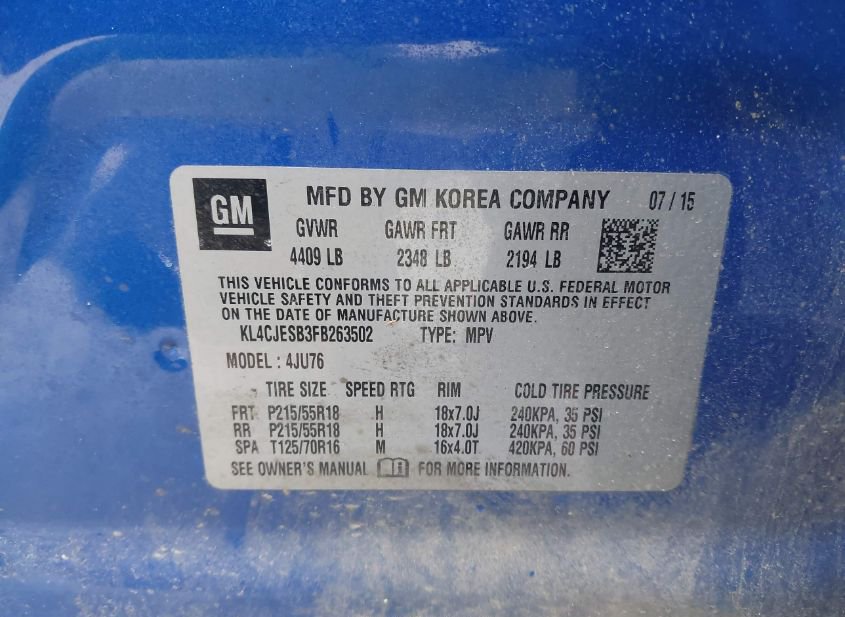 GM MFD BY GM KOREA COMPANY 07 / 15
GVWR GAWR FRT GAWR RR
4409 LB 2348 LB 2194 LB
THIS VEHICLE CONFORMS TO ALL APPLICABLE U.S. FEDERAL MOTOR
VEHICLE SAFETY AND THEFT PREVENTION STANDARDS IN EFFECT
ON THE DATE OF MANUFACTURE SHOWN ABOVE.
KL4CJESB3FB263502 TYPE: MPV
MODEL : 4JU76
TIRE SIZE SPEED RTG RIM COLD TIRE PRESSURE
FRT P215/55R18 H 18x7.0J 240KPA, 35 PSI
RR P215/55R18 H 18x7.0J 240KPA, 35 PSI
SPA T125/70R16 M 16x4.0T 420KPA, 60 PSI
SEE OWNER'S MANUAL FOR MORE INFORMATION.